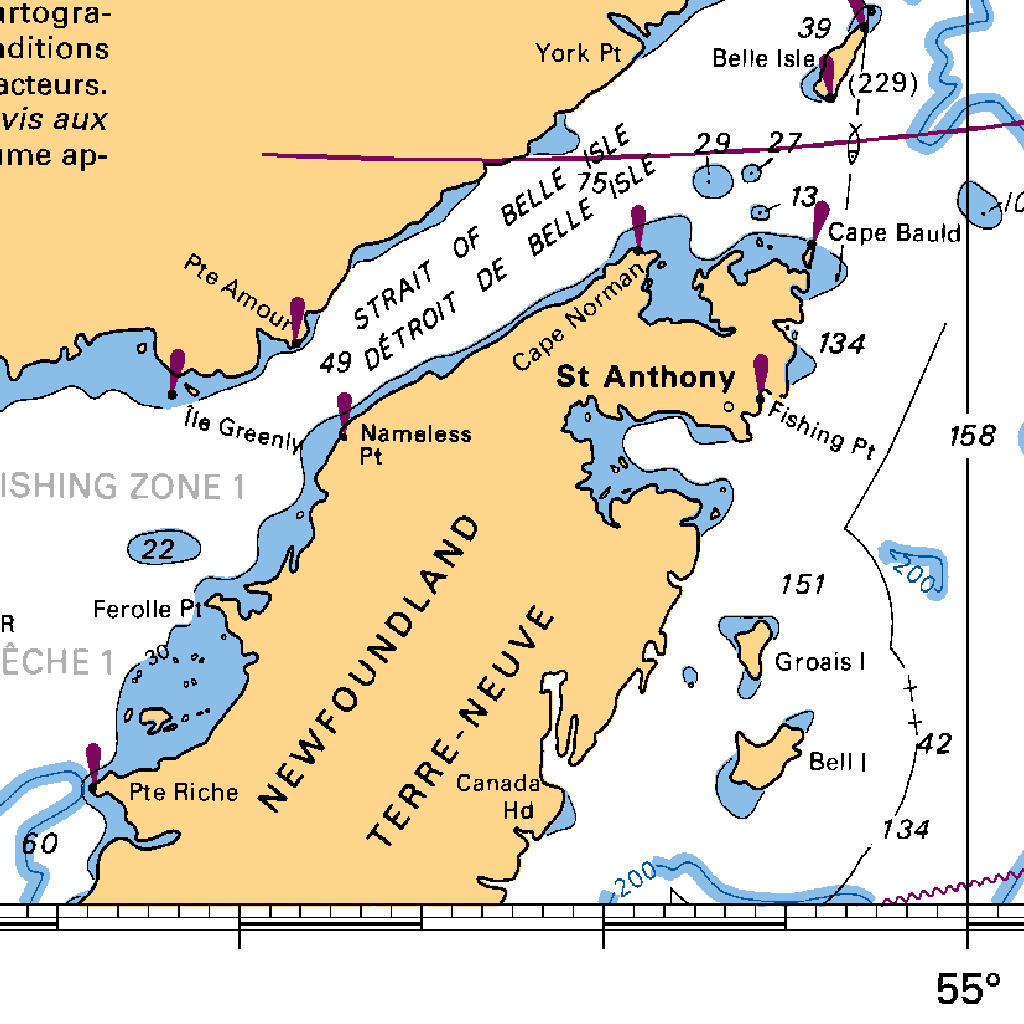 urtogra-
nditions
acteurs.
vis aux
ume ap-
York Pt
39
Belle Isle
(229)
29
27
75
STRAIT OF BELLE ISLE
DÉTROIT DE BELLE ISLE
13
Cape Bauld
Pte Amour
Cape Norman
49
134
St Anthony
Île Greenly
Nameless
Pt
Fishing Pt
158
ISHING ZONE 1
22
200
151
Ferolle Pt
R
ÊCHE 1
30
NEWFOUNDLAND
TERRE-NEUVE
Groais I
42
Bell I
Pte Riche
Canada
Hd
60
134
200
55°